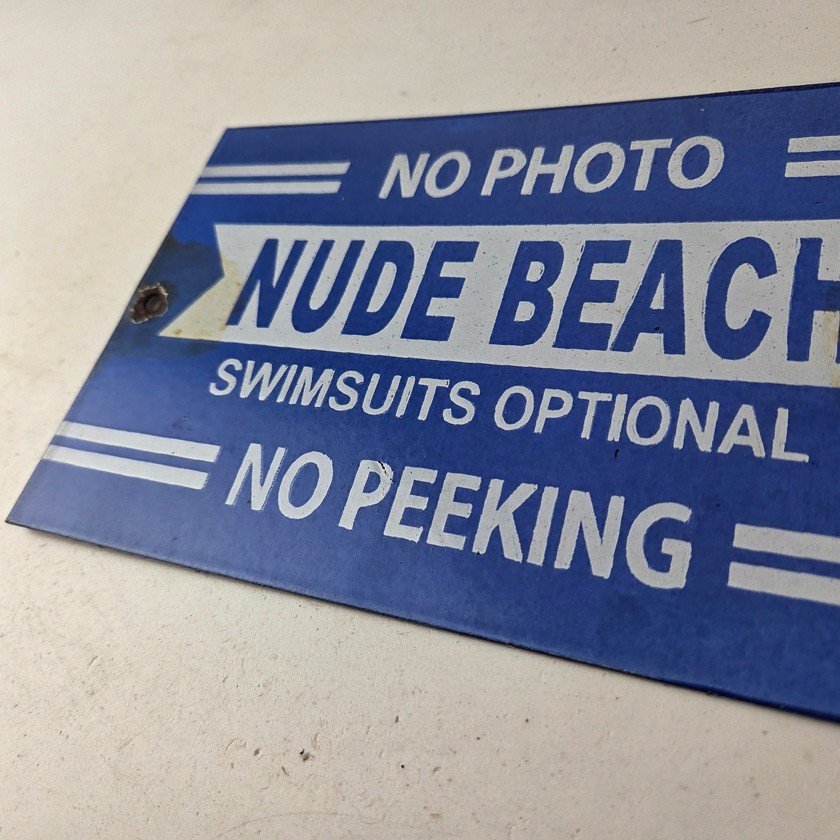 NO PHOTO
NUDE BEACH
SWIMSUITS OPTIONAL
NO PEEKING